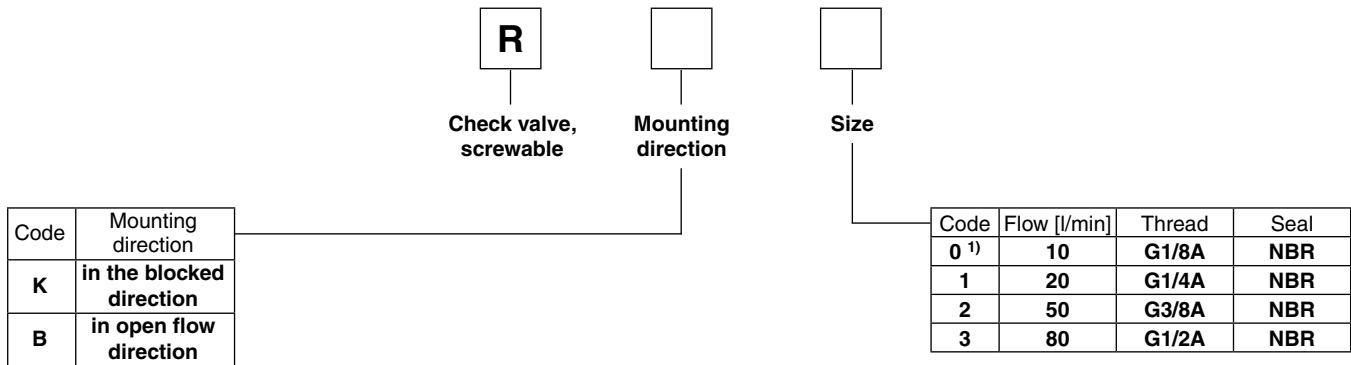 R
Check valve,
screwable
Mounting
direction
Size
Code Mounting
direction
K in the blocked
direction
B in open flow
direction
Code Flow [l/min] Thread Seal
0 1) 10 G1/8A NBR
1 20 G1/4A NBR
2 50 G3/8A NBR
3 80 G1/2A NBR